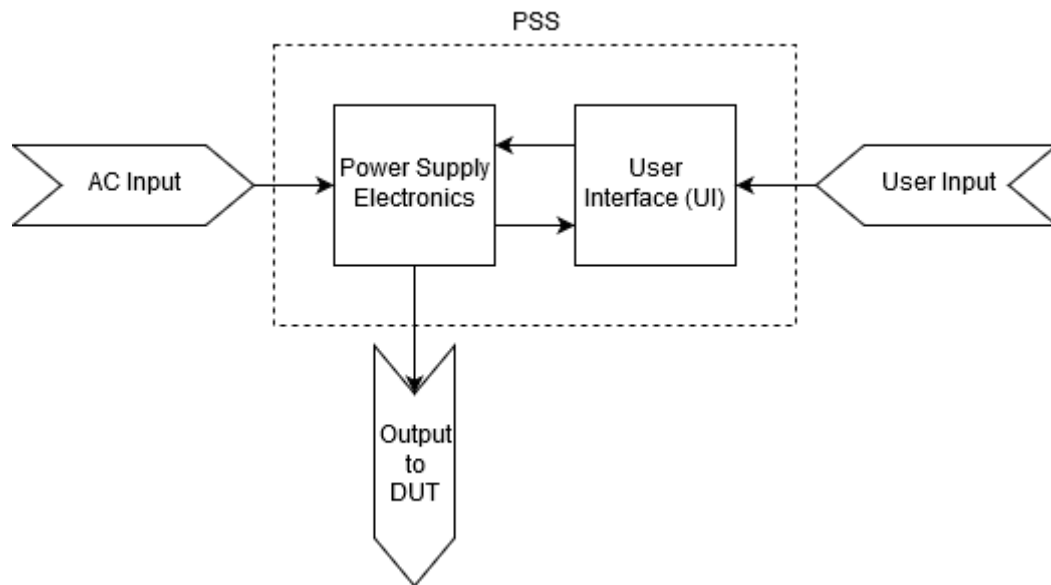 PSS
AC Input
Power Supply
Electronics
User
Interface (UI)
User Input
Output
to
DUT